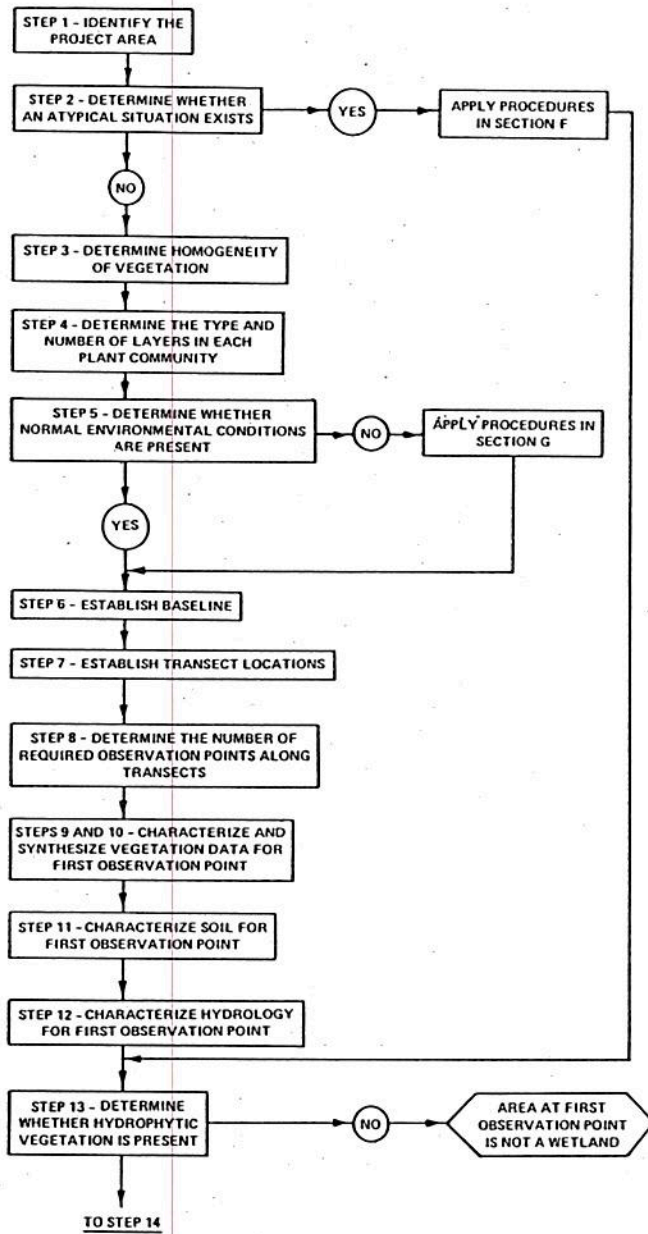 STEP 1 - IDENTIFY THE
PROJECT AREA
STEP 2 - DETERMINE WHETHER
AN ATYPICAL SITUATION EXISTS
YES
APPLY PROCEDURES
IN SECTION F
NO
STEP 3 - DETERMINE HOMOGENEITY
OF VEGETATION
STEP 4 - DETERMINE THE TYPE AND
NUMBER OF LAYERS IN EACH
PLANT COMMUNITY
STEP 5 - DETERMINE WHETHER
NORMAL ENVIRONMENTAL CONDITIONS
ARE PRESENT
NO
APPLY PROCEDURES IN
SECTION G
YES
STEP 6 - ESTABLISH BASELINE
STEP 7 - ESTABLISH TRANSECT LOCATIONS
STEP 8 - DETERMINE THE NUMBER OF
REQUIRED OBSERVATION POINTS ALONG
TRANSECTS
STEPS 9 AND 10 - CHARACTERIZE AND
SYNTHESIZE VEGETATION DATA FOR
FIRST OBSERVATION POINT
STEP 11 - CHARACTERIZE SOIL FOR
FIRST OBSERVATION POINT
STEP 12 - CHARACTERIZE HYDROLOGY
FOR FIRST OBSERVATION POINT
STEP 13 - DETERMINE
WHETHER HYDROPHYTIC
VEGETATION IS PRESENT
NO
AREA AT FIRST
OBSERVATION POINT
IS NOT A WETLAND
TO STEP 14